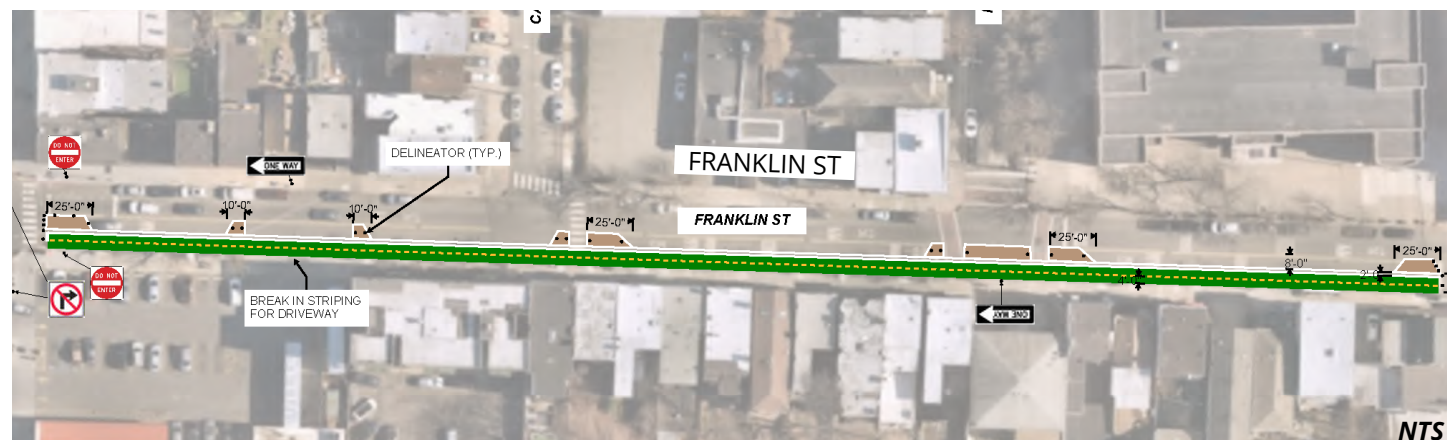 DO NOT
ENTER
ONE WAY
DELINEATOR (TYP.)
FRANKLIN ST
25'-0"
10'-0"
10'-0"
25'-0"
FRANKLIN ST
25'-0"
25'-0"
8'-0"
DO NOT
ENTER
BREAK IN STRIPING
FOR DRIVEWAY
ONE WAY
NTS